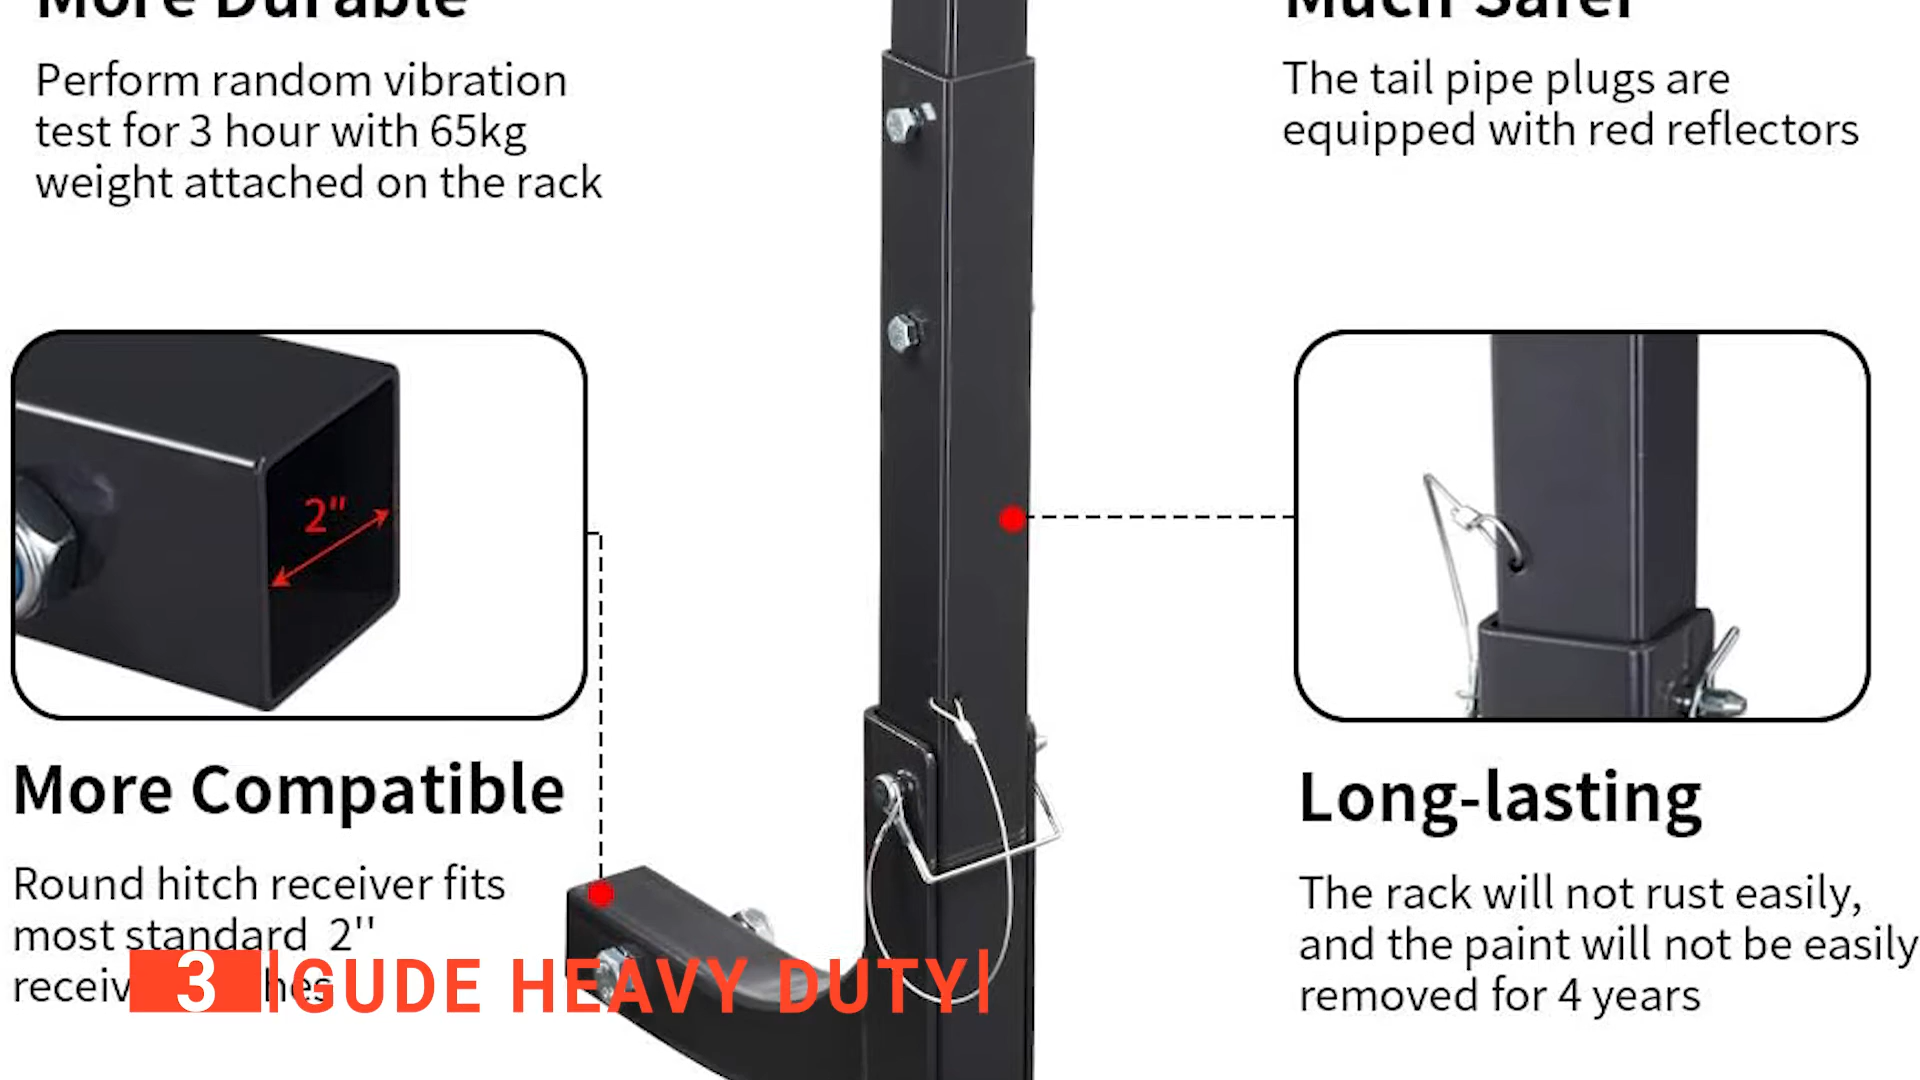 More Durable
Perform random vibration
test for 3 hour with 65kg
weight attached on the rack
Much Safer
The tail pipe plugs are
equipped with red reflectors
2"
More Compatible
Round hitch receiver fits
most standard 2''
Long-lasting
The rack will not rust easily,
and the paint will not be easily
removed for 4 years
3 GUDE HEAVY DUTY